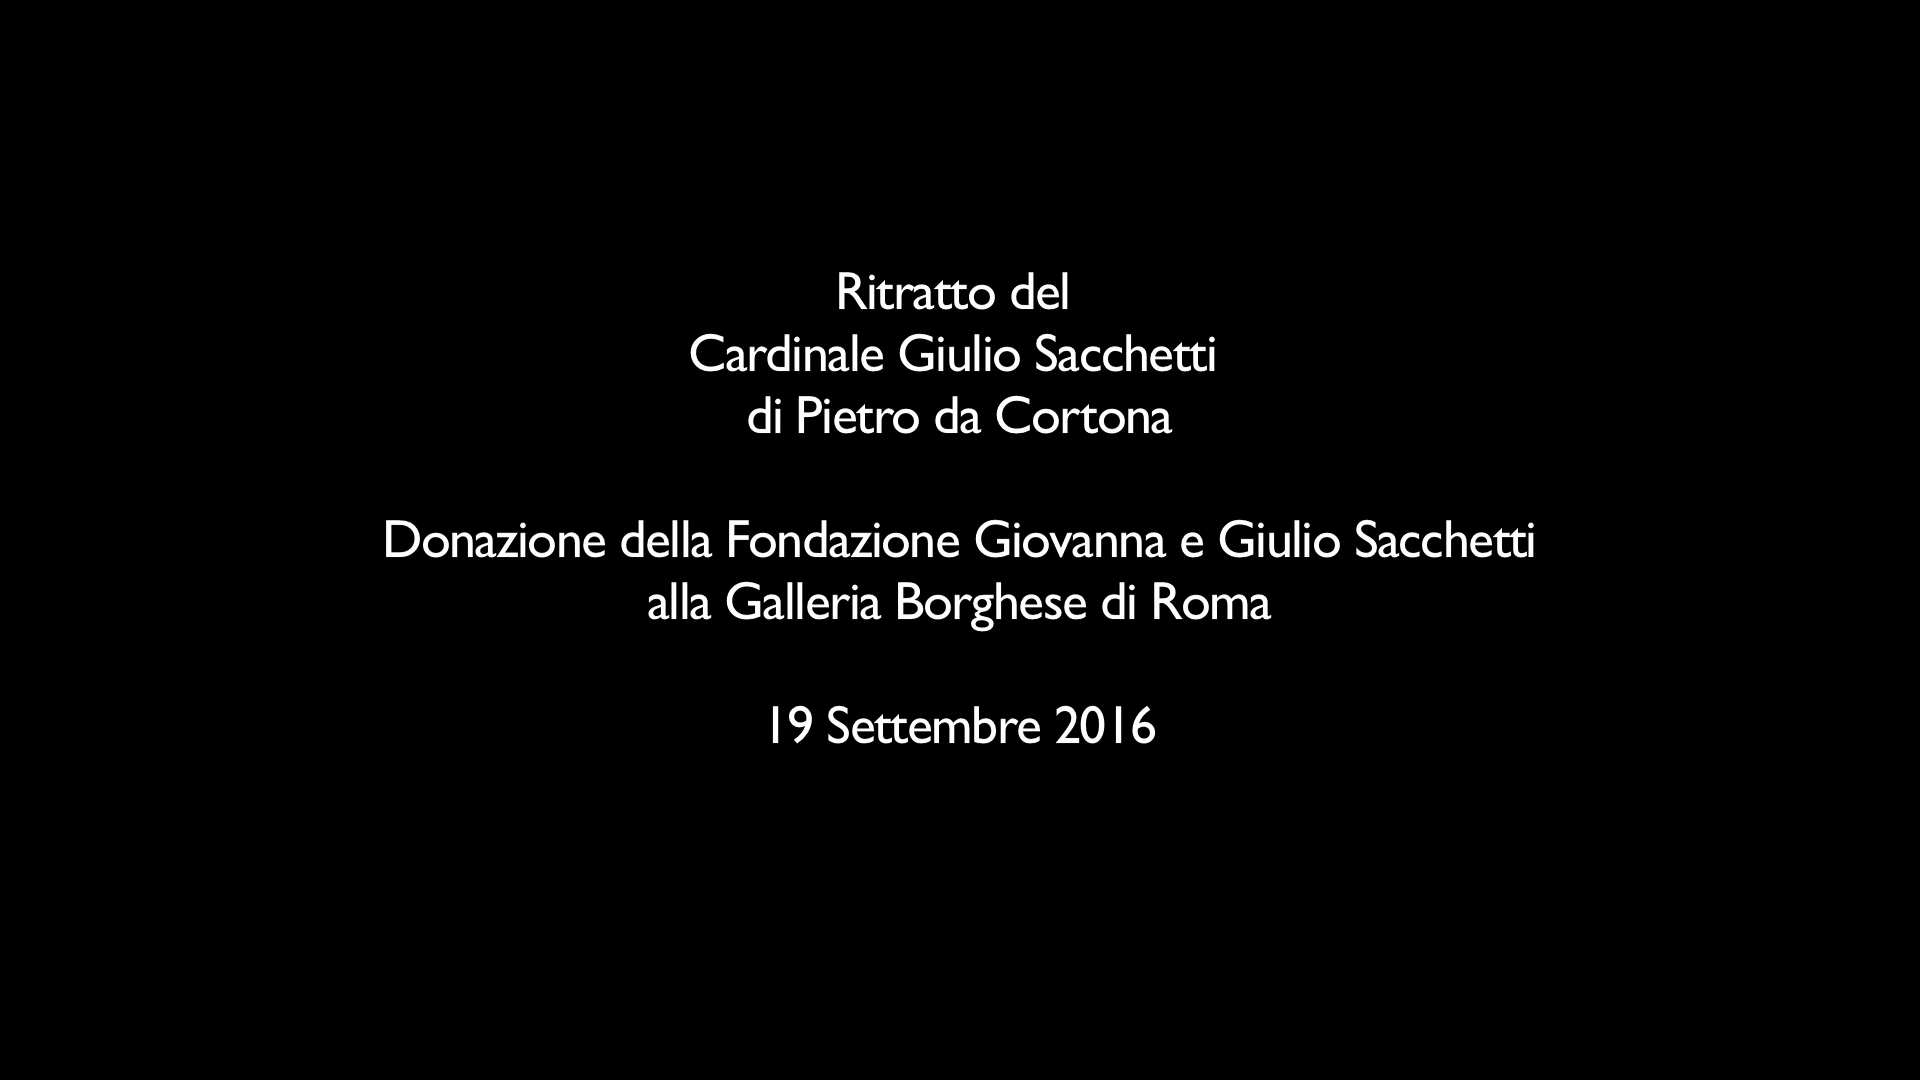 Ritratto del
Cardinale Giulio Sacchetti
di Pietro da Cortona
Donazione della Fondazione Giovanna e Giulio Sacchetti
alla Galleria Borghese di Roma
19 Settembre 2016